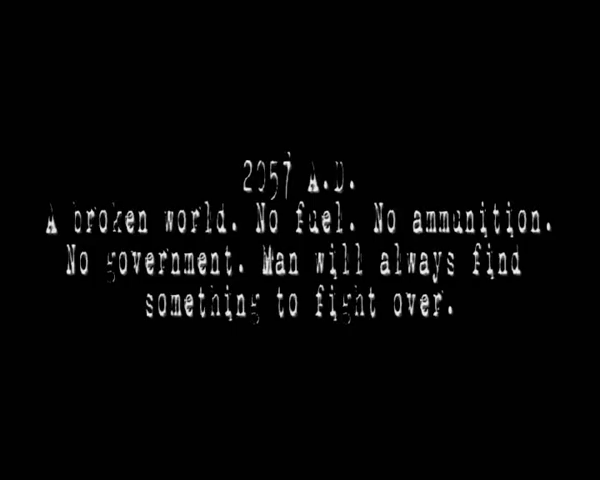 2057 A.D.
A broken world. No fuel. No ammunition.
No government. Man will always find
something to fight over.